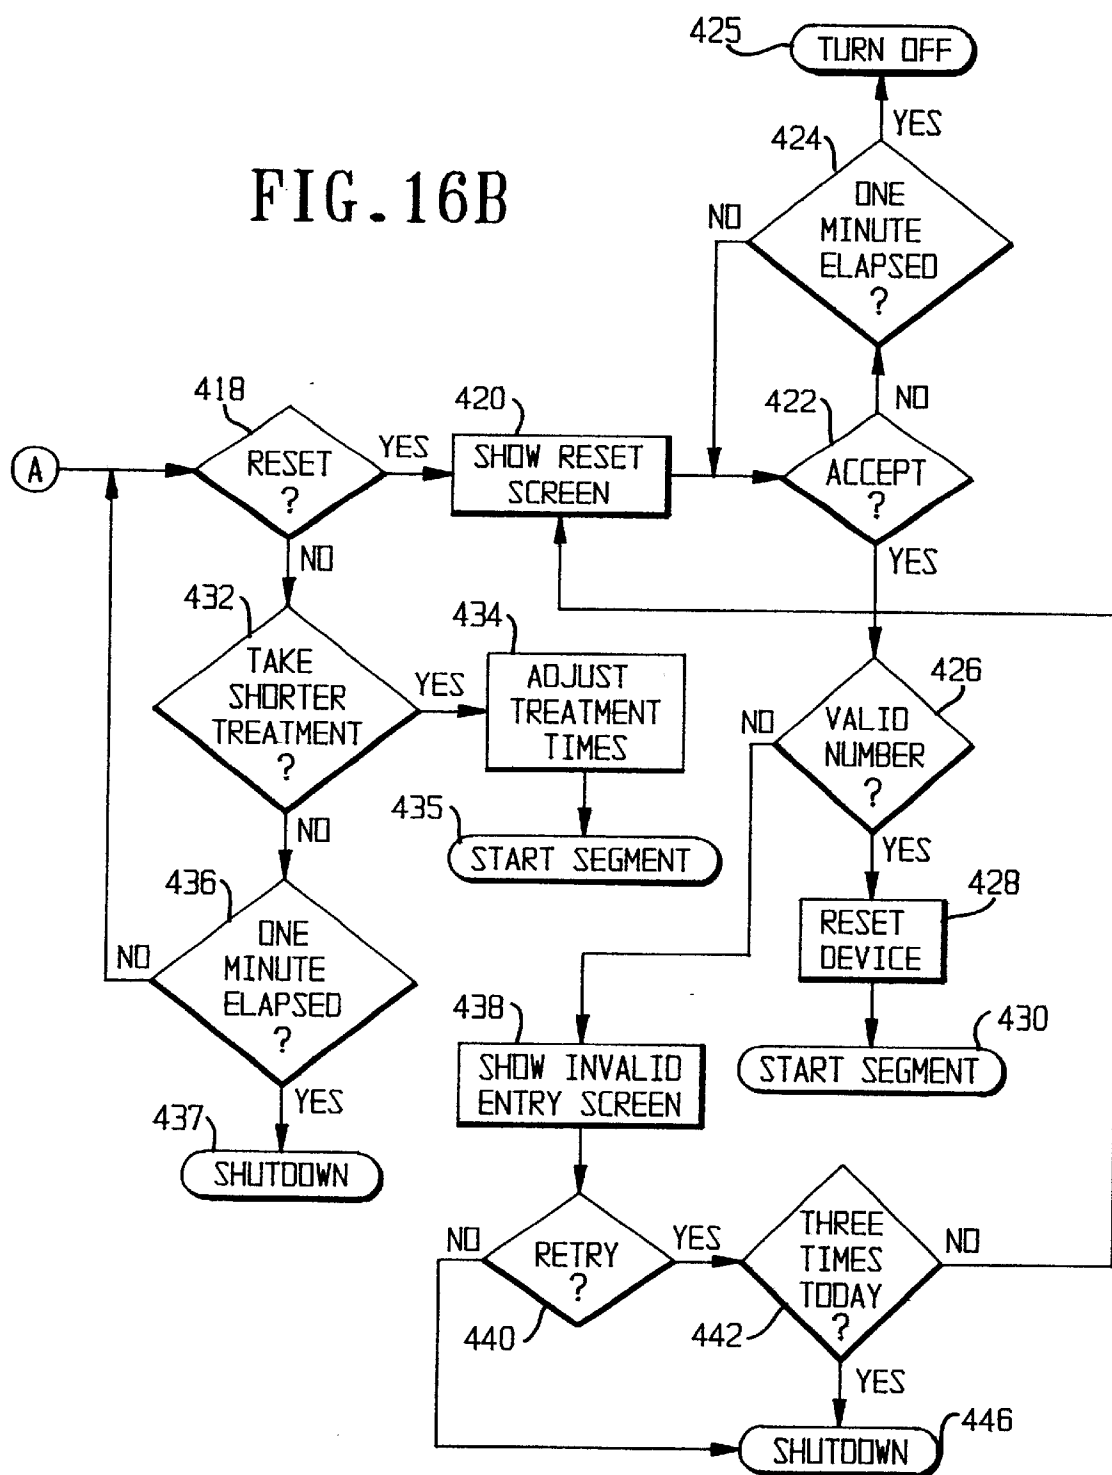 425
TURN OFF
YES
424
FIG.16B
ONE
MINUTE
ELAPSED
?
NO
NO
418
420
422
A
RESET
?
YES
SHOW RESET
SCREEN
ACCEPT
?
NO
YES
432
434
TAKE
SHORTER
TREATMENT
?
YES
ADJUST
TREATMENT
TIMES
426
NO
VALID
NUMBER
?
NO
435
START SEGMENT
YES
436
428
NO
ONE
MINUTE
ELAPSED
?
RESET
DEVICE
438
430
START SEGMENT
SHOW INVALID
ENTRY SCREEN
YES
437
SHUTDOWN
NO
RETRY
?
YES
THREE
TIMES
TODAY
?
NO
440
442
YES
446
SHUTDOWN